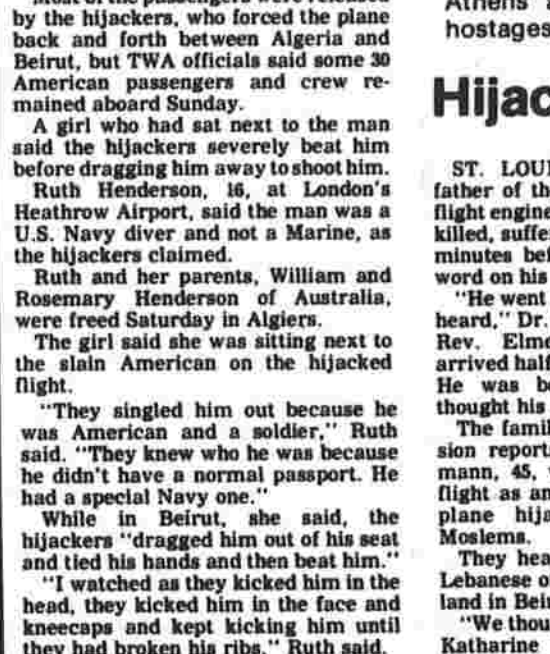 by the hijackers, who forced the plane
back and forth between Algeria and
Beirut, but TWA officials said some 30
American passengers and crew re-
mained aboard Sunday.
A girl who had sat next to the man
said the hijackers severely beat him
before dragging him away to shoot him.
Ruth Henderson, 16, at London's
Heathrow Airport, said the man was a
U.S. Navy diver and not a Marine, as
the hijackers claimed.
Ruth and her parents, William and
Rosemary Henderson of Australia,
were freed Saturday in Algiers.
The girl said she was sitting next to
the slain American on the hijacked
flight.
"They singled him out because he
was American and a soldier," Ruth
said. "They knew who he was because
he didn't have a normal passport. He
had a special Navy one."
While in Beirut, she said, the
hijackers "dragged him out of his seat
and tied his hands and then beat him."
"I watched as they kicked him in the
head, they kicked him in the face and
kneecaps and kept kicking him until
they had broken his ribs," Ruth said.
hostages
Hijac
ST. LOUI
father of th
flight engine
killed, suffe
minutes bef
word on his
"He went
heard," Dr.
Rev. Elme
arrived half
He was b
thought his
The famil
sion report
mann, 45,
flight as an
plane hija
Moslems.
They hea
Lebanese o
land in Beir
"We thou
Katharine